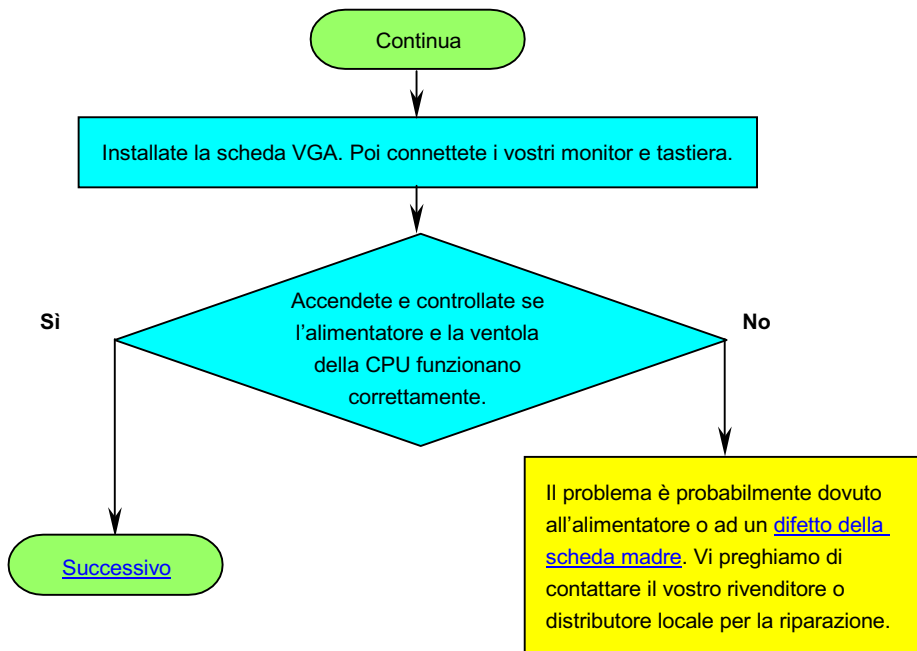 Continua
Installate la scheda VGA. Poi connettete i vostri monitor e tastiera.
Accendete e controllate se
l’alimentatore e la ventola
della CPU funzionano
correttamente.
Sì
No
Il problema è probabilmente dovuto
all’alimentatore o ad un difetto della
scheda madre. Vi preghiamo di
contattare il vostro rivenditore o
distributore locale per la riparazione.
Successivo